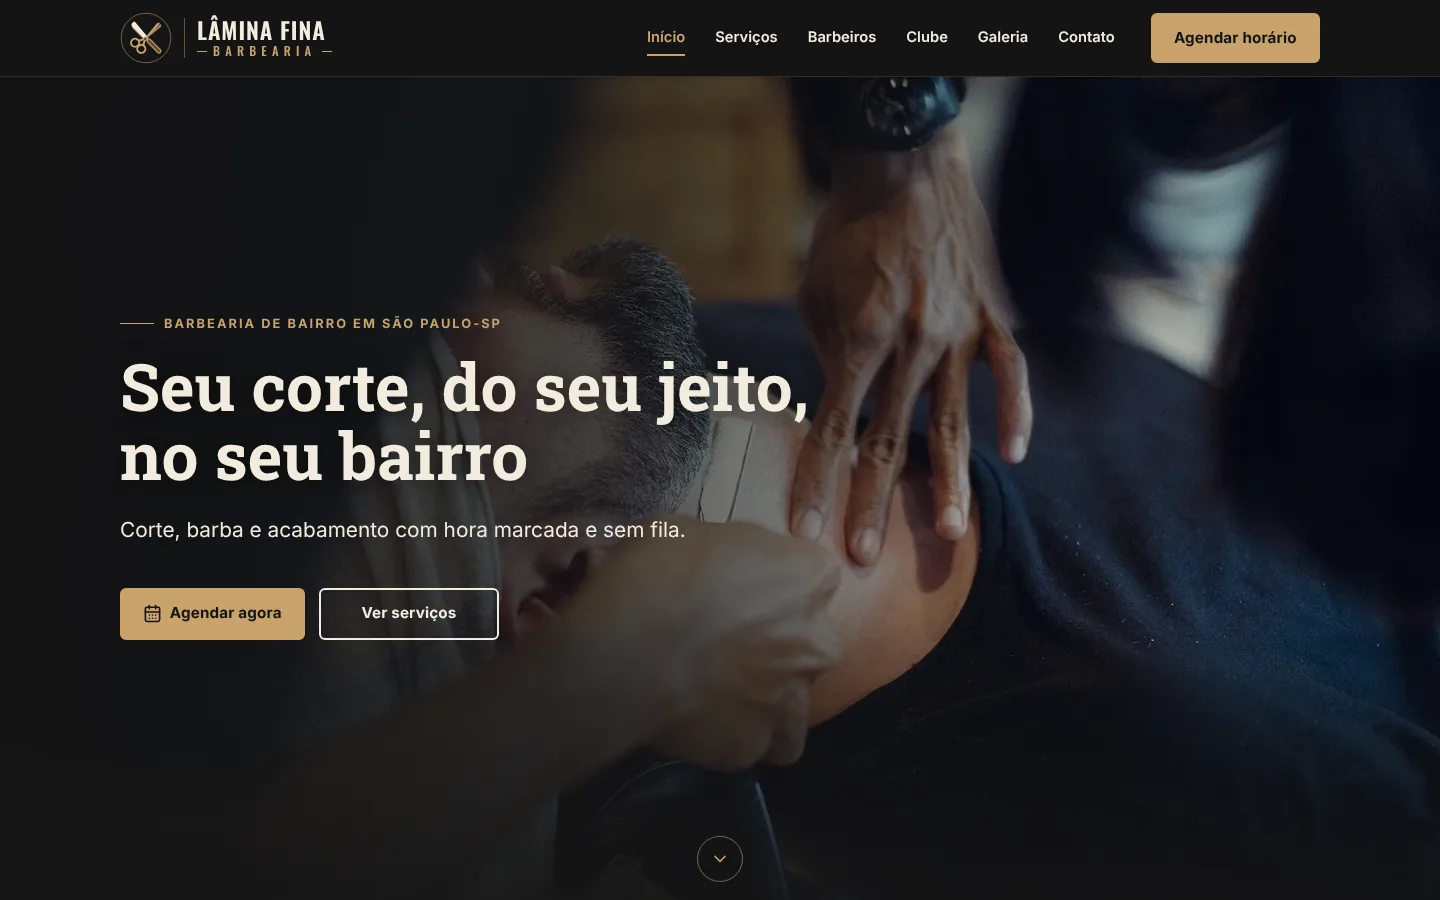 LÂMINA FINA
BARBEARIA
Início
Serviços
Barbeiros
Clube
Galeria
Contato
Agendar horário
BARBEARIA DE BAIRRO EM SÃO PAULO-SP
Seu corte, do seu jeito,
no seu bairro
Corte, barba e acabamento com hora marcada e sem fila.
Agendar agora
Ver serviços